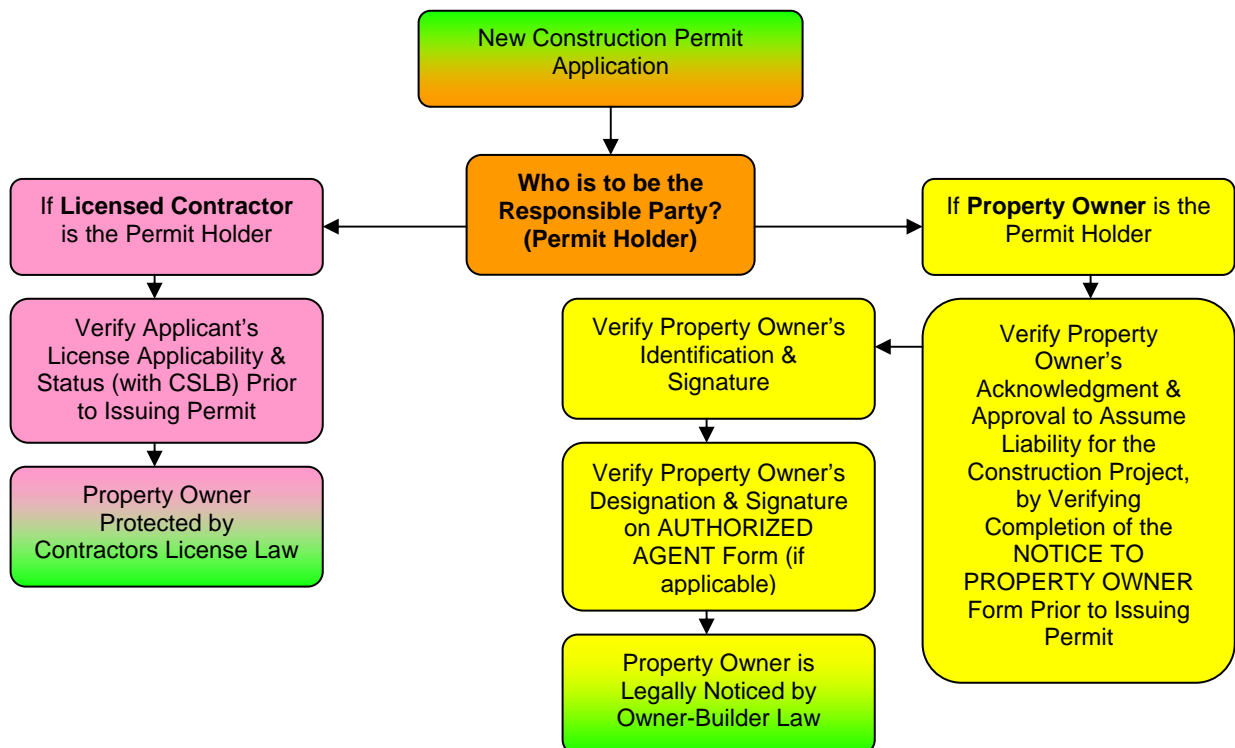 New Construction Permit
Application
Who is to be the
Responsible Party?
(Permit Holder)
If Licensed Contractor
is the Permit Holder
If Property Owner is the
Permit Holder
Verify Applicant’s
License Applicability &
Status (with CSLB) Prior
to Issuing Permit
Property Owner
Protected by
Contractors License Law
Verify Property
Owner’s
Acknowledgment &
Approval to Assume
Liability for the
Construction Project,
by Verifying
Completion of the
NOTICE TO
PROPERTY OWNER
Form Prior to Issuing
Permit
Verify Property Owner’s
Identification &
Signature
Verify Property Owner’s
Designation & Signature
on AUTHORIZED
AGENT Form (if
applicable)
Property Owner is
Legally Noticed by
Owner-Builder Law